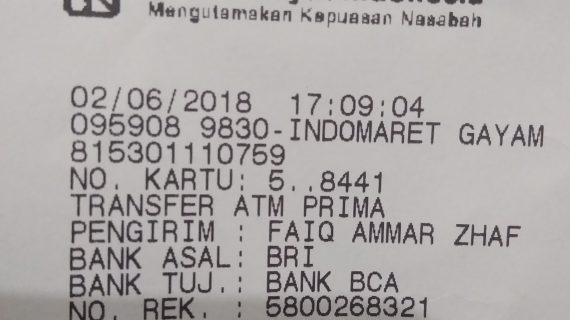 Mengutamakan Kepuasan Nasabah
02/06/2018 17:09:04
095908 9830-INDOMARET GAYAM
815301110759
NO. KARTU: 5..8441
TRANSFER ATM PRIMA
PENGIRIM : FAIQ AMMAR ZHAF
BANK ASAL: BRI
BANK TUJ.: BANK BCA
NO. REK. : 5800268321